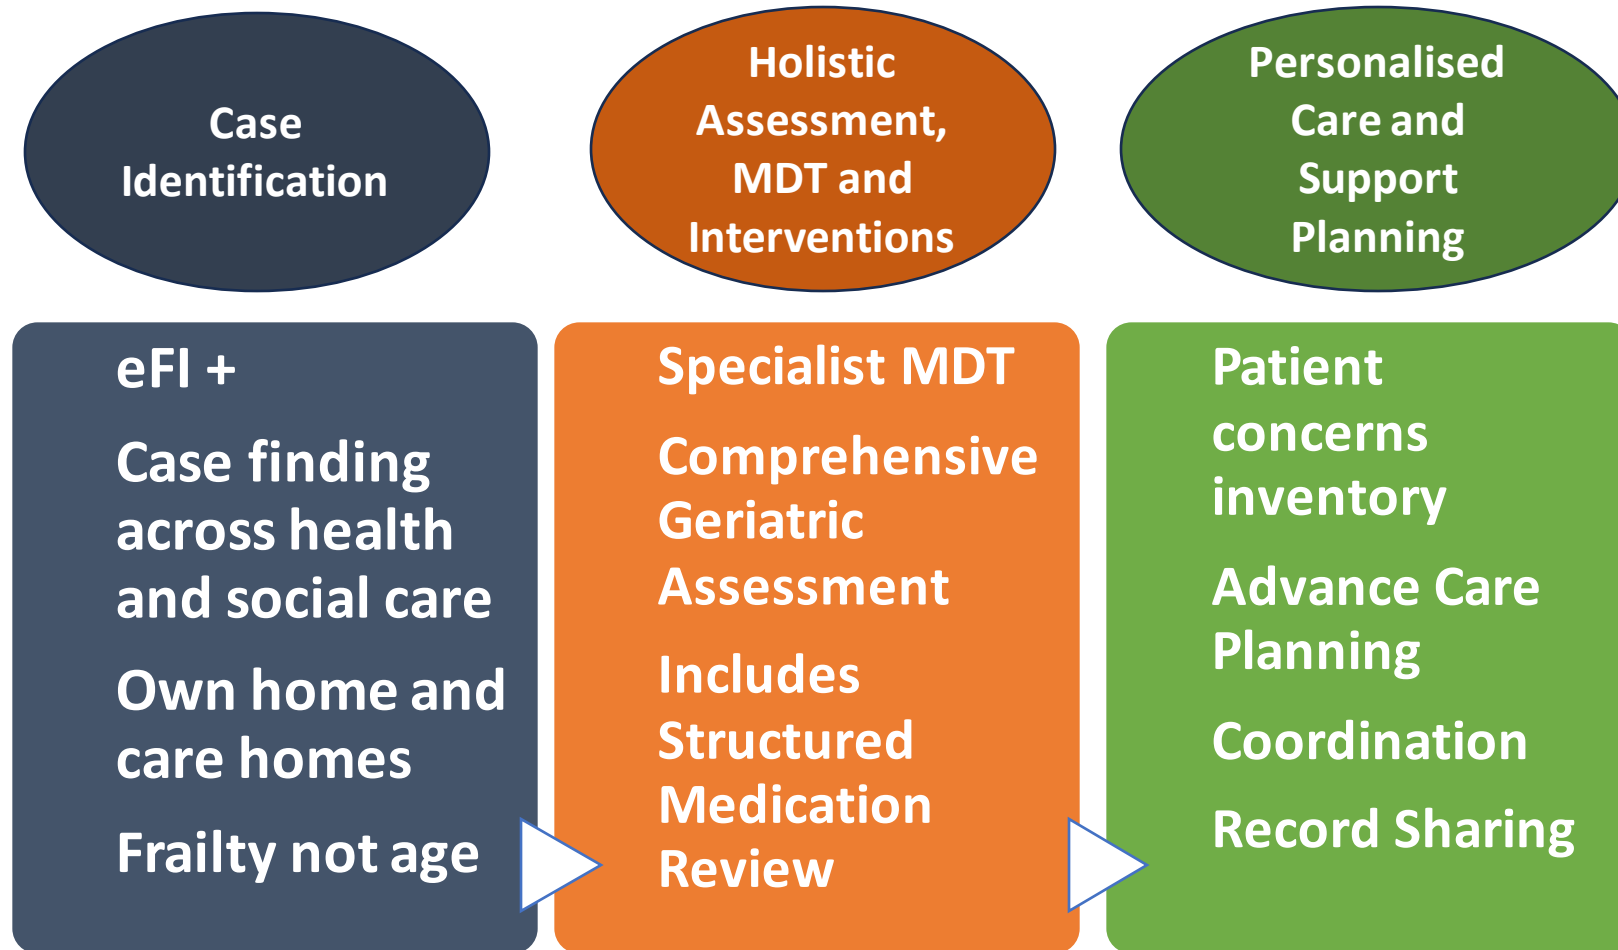 Case
Identification
Holistic
Assessment,
MDT and
Interventions
Personalised
Care and
Support
Planning
eFI +
Case finding
across health
and social care
Own home and
care homes
Frailty not age
Specialist MDT
Comprehensive
Geriatric
Assessment
Includes
Structured
Medication
Review
Patient
concerns
inventory
Advance Care
Planning
Coordination
Record Sharing